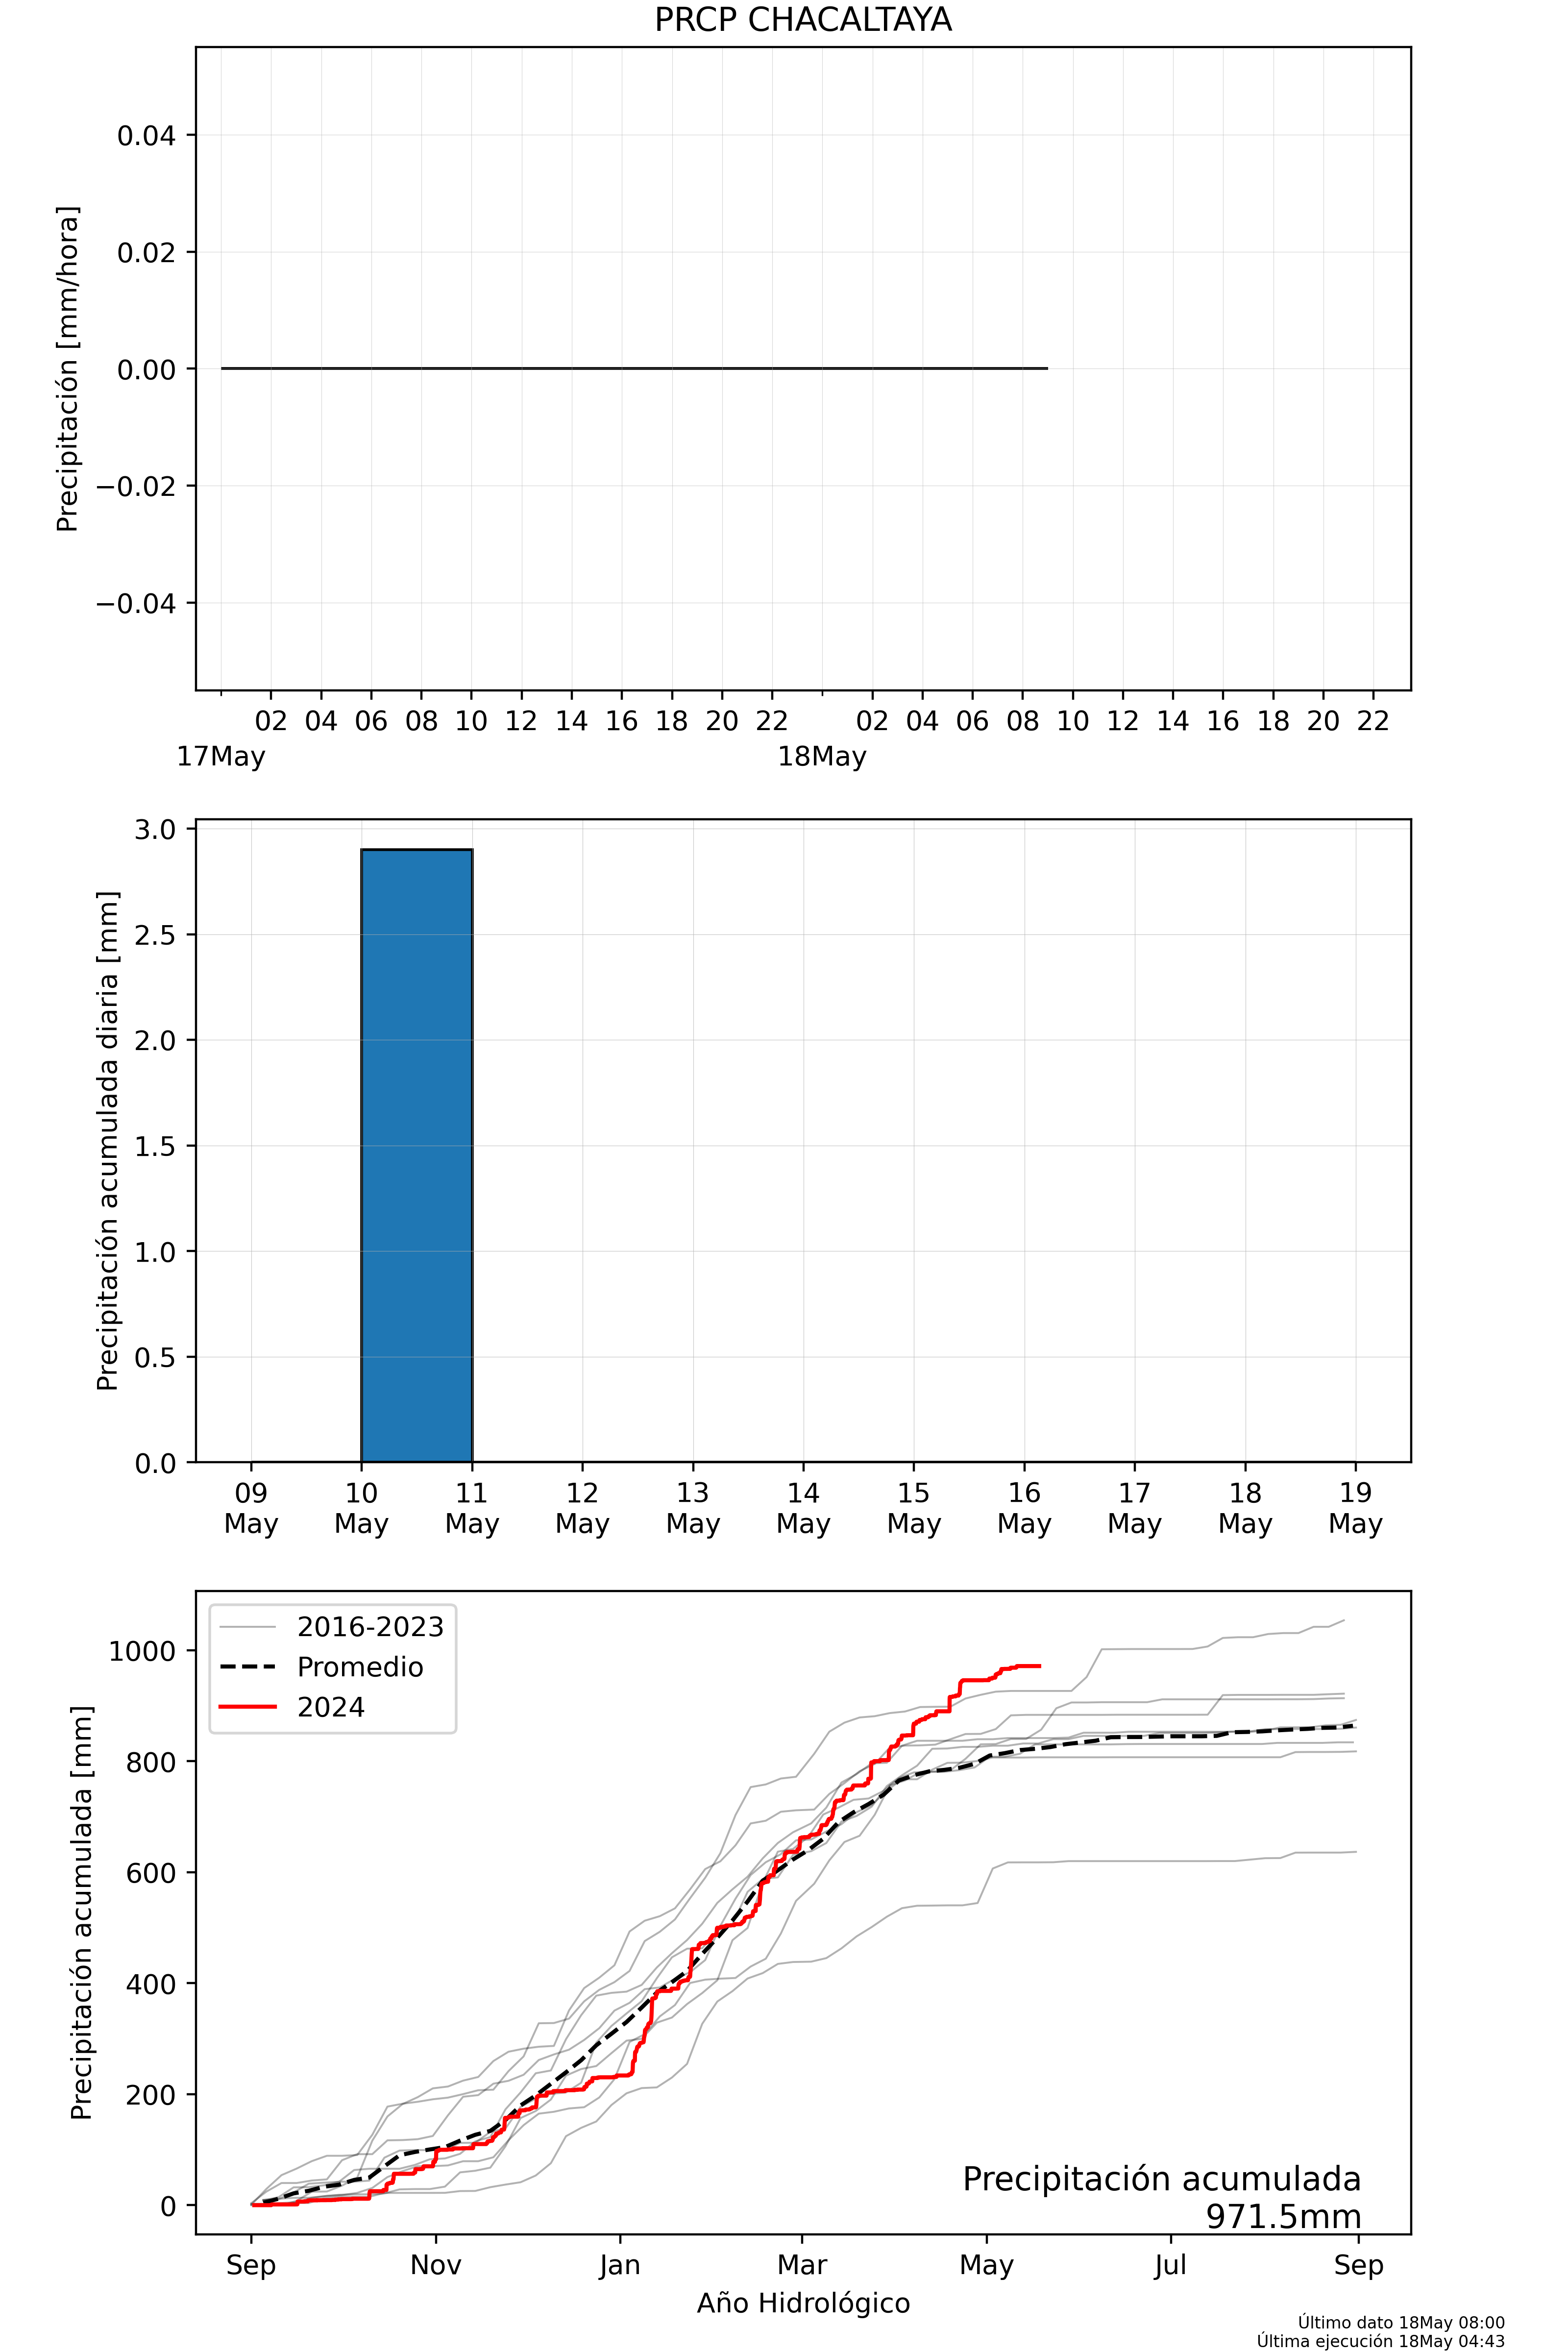 PRCP CHACALTAYA
Precipitación [mm/hora]
0.04
0.02
0.00
−0.02
−0.04
02 04 06 08 10 12 14 16 18 20 22 02 04 06 08 10 12 14 16 18 20 22
17May 18May
Precipitación acumulada diaria [mm]
3.0
2.5
2.0
1.5
1.0
0.5
0.0
09 10 11 12 13 14 15 16 17 18 19
May May May May May May May May May May May
Precipitación acumulada [mm]
1000
800
600
400
200
0
2016-2023
Promedio
2024
Precipitación acumulada
971.5mm
Sep Nov Jan Mar May Jul Sep
Año Hidrológico
Último dato 18May 08:00
Última ejecución 18May 04:43